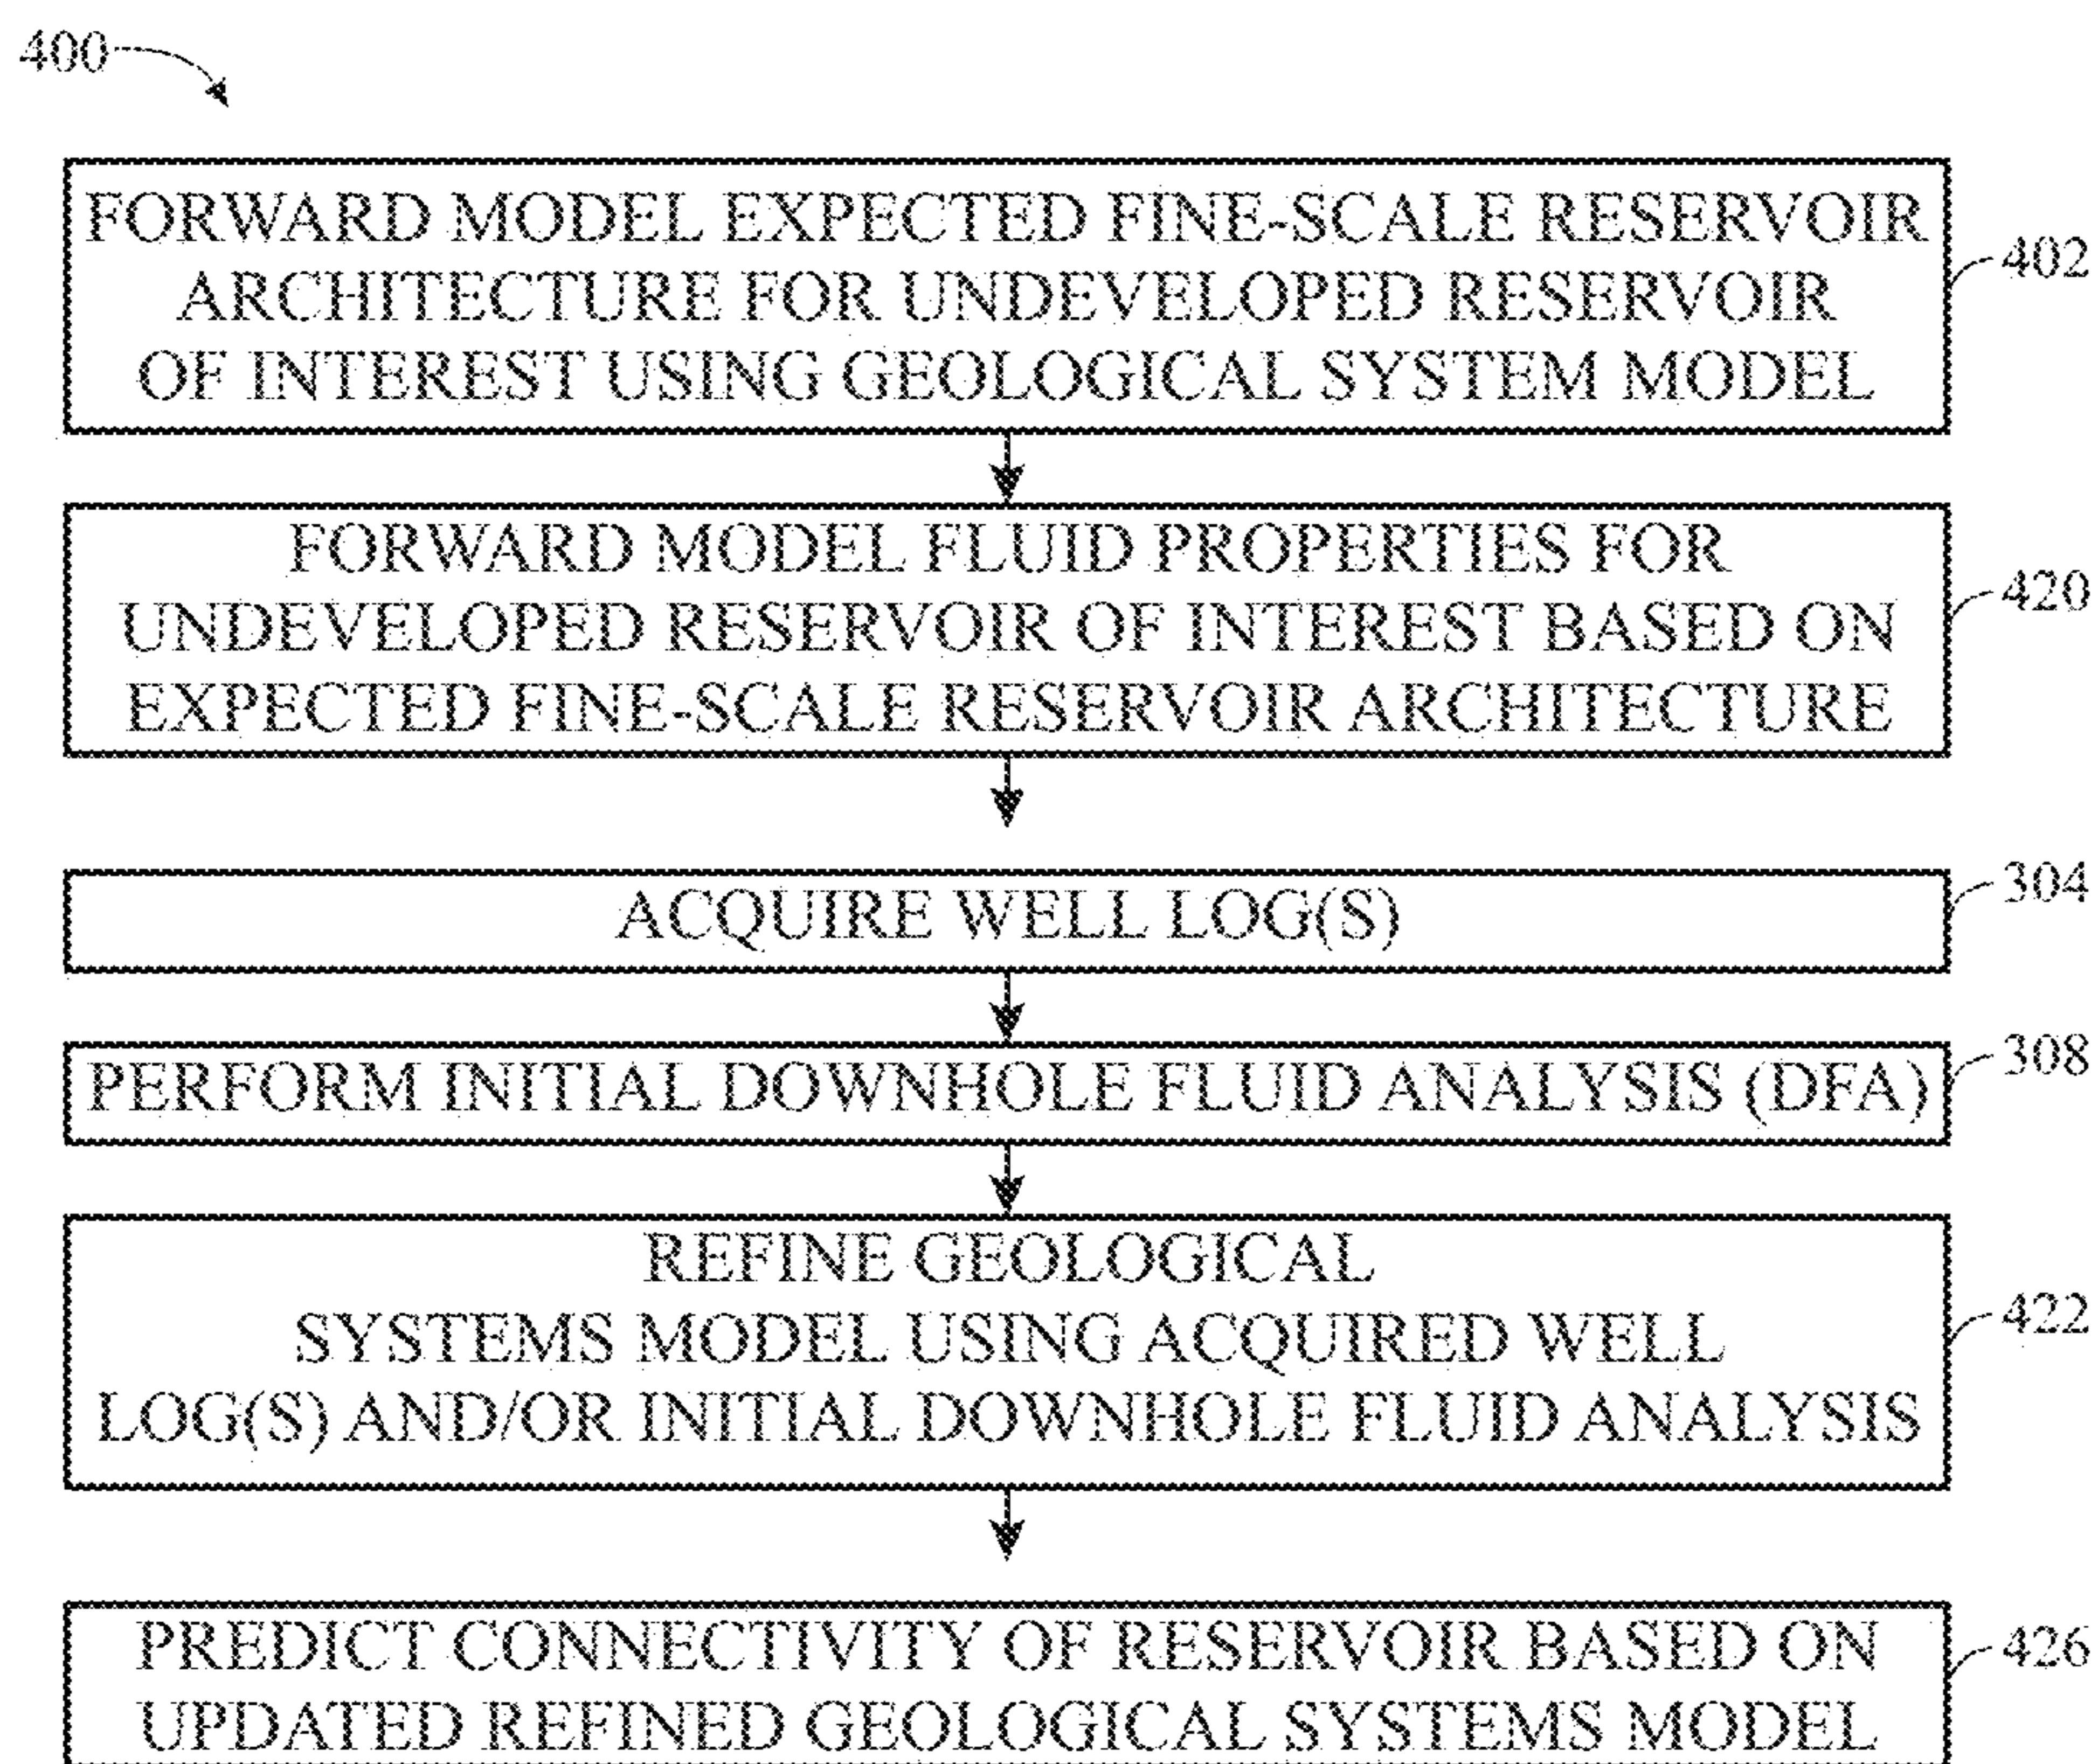 400
FORWARD MODEL EXPECTED FINE-SCALE RESERVOIR
ARCHITECTURE FOR UNDEVELOPED RESERVOIR
OF INTEREST USING GEOLOGICAL SYSTEM MODEL
402
FORWARD MODEL FLUID PROPERTIES FOR
UNDEVELOPED RESERVOIR OF INTEREST BASED ON
EXPECTED FINE-SCALE RESERVOIR ARCHITECTURE
420
ACQUIRE WELL LOG(S)
304
PERFORM INITIAL DOWNHOLE FLUID ANALYSIS (DFA)
308
REFINE GEOLOGICAL
SYSTEMS MODEL USING ACQUIRED WELL
LOG(S) AND/OR INITIAL DOWNHOLE FLUID ANALYSIS
422
PREDICT CONNECTIVITY OF RESERVOIR BASED ON
UPDATED REFINED GEOLOGICAL SYSTEMS MODEL
426